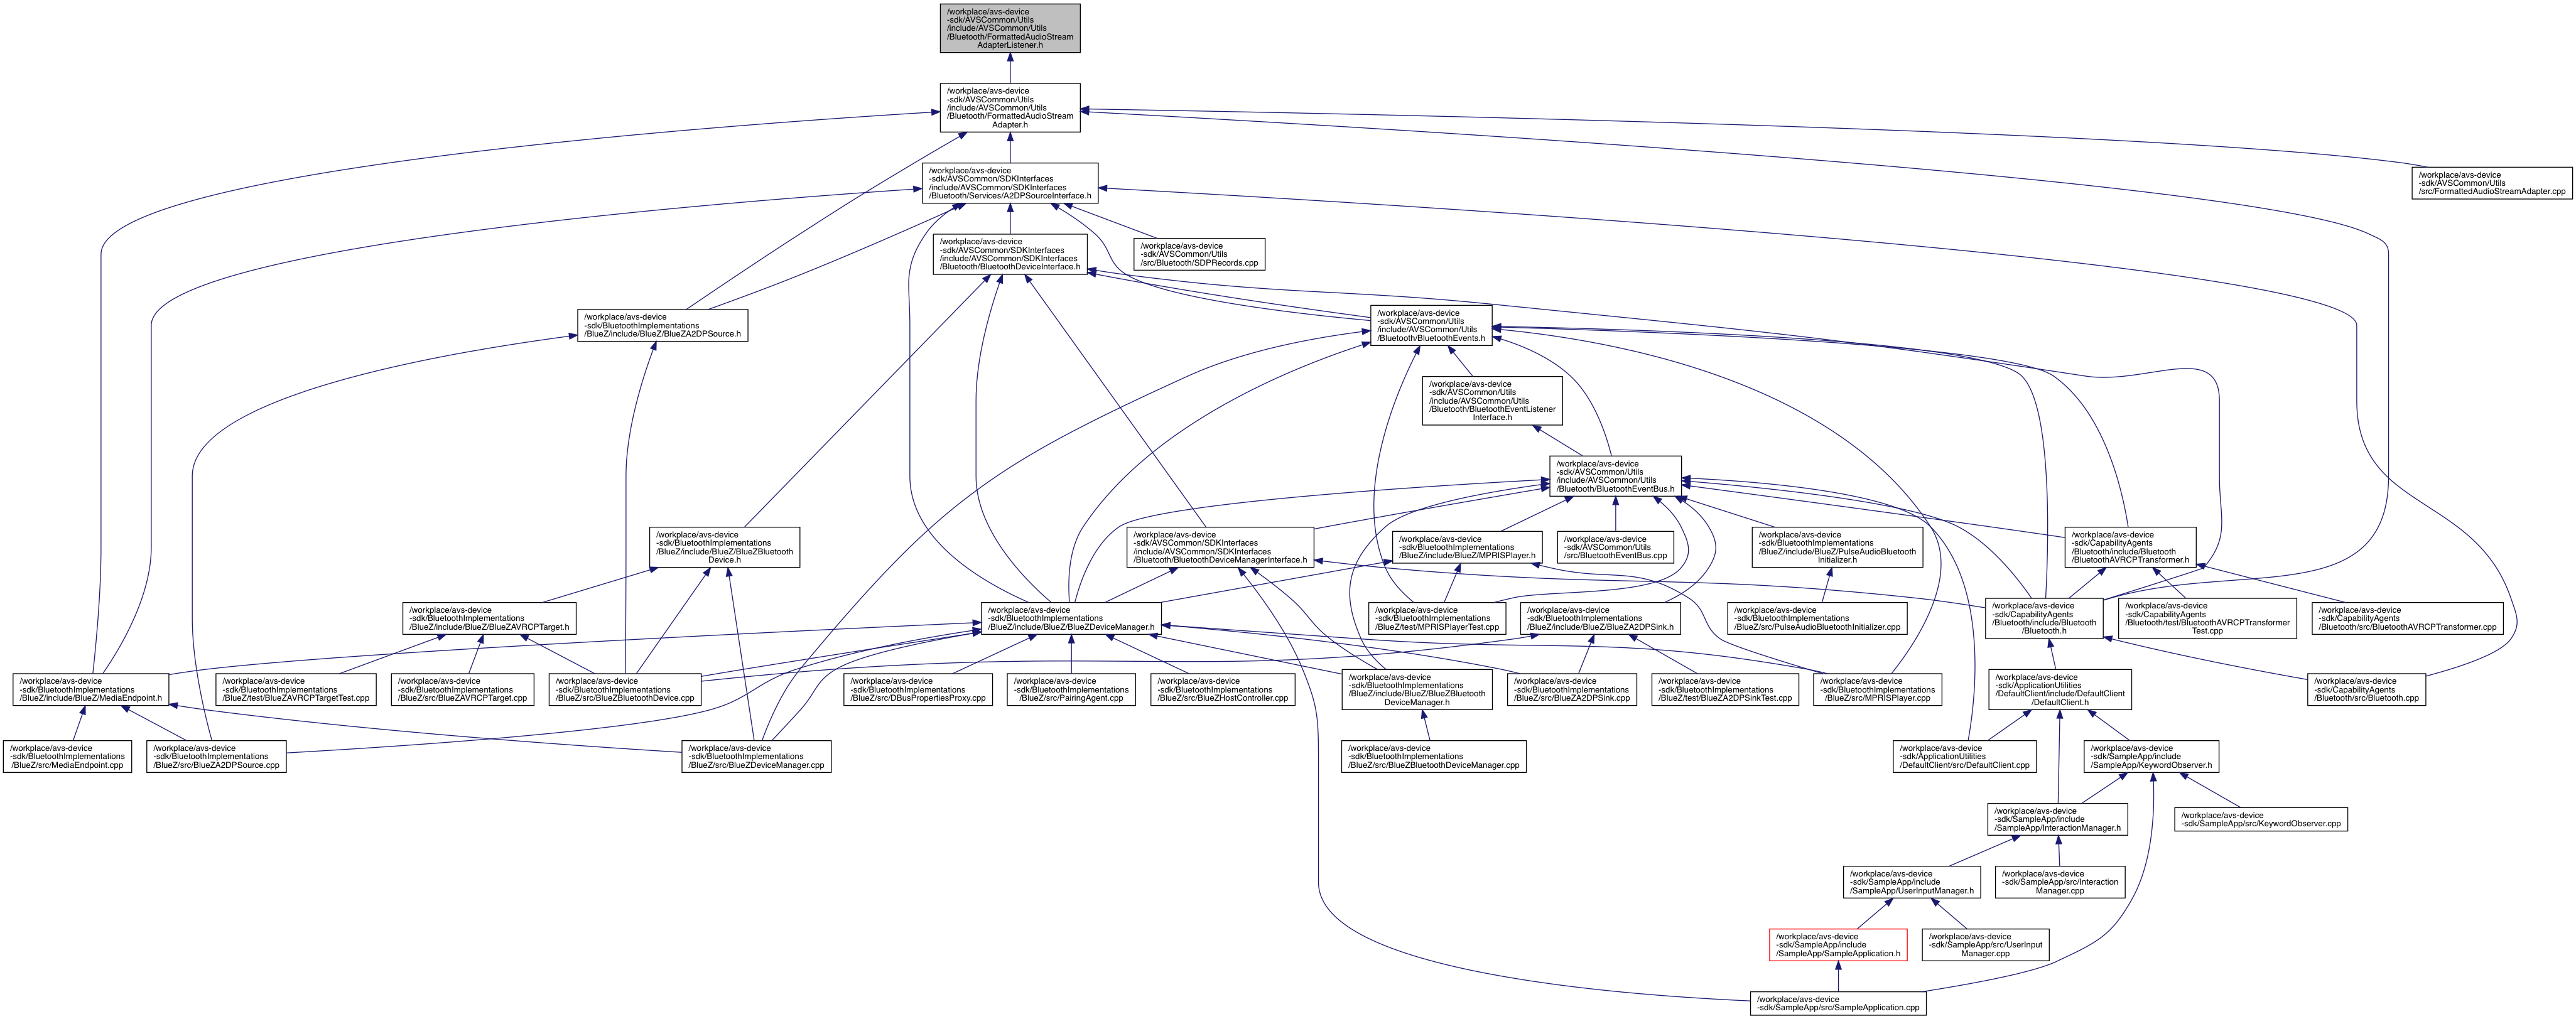 /workplace/avs-device
-sdk/AVSCommon/Utils
/include/AVSCommon/Utils
/Bluetooth/FormattedAudioStream
AdapterListener.h
/workplace/avs-device
-sdk/AVSCommon/Utils
/include/AVSCommon/Utils
/Bluetooth/FormattedAudioStream
Adapter.h
/workplace/avs-device
-sdk/AVSCommon/SDKInterfaces
/include/AVSCommon/SDKInterfaces
/Bluetooth/Services/A2DPSourceInterface.h
/workplace/avs-device
-sdk/AVSCommon/Utils
/src/FormattedAudioStreamAdapter.cpp
/workplace/avs-device
-sdk/AVSCommon/SDKInterfaces
/include/AVSCommon/SDKInterfaces
/Bluetooth/BluetoothDeviceInterface.h
/workplace/avs-device
-sdk/AVSCommon/Utils
/src/Bluetooth/SDPRecords.cpp
/workplace/avs-device
-sdk/BluetoothImplementations
/BlueZ/include/BlueZ/BlueZA2DPSource.h
/workplace/avs-device
-sdk/AVSCommon/Utils
/include/AVSCommon/Utils
/Bluetooth/BluetoothEvents.h
/workplace/avs-device
-sdk/AVSCommon/Utils
/include/AVSCommon/Utils
/Bluetooth/BluetoothEventListener
Interface.h
/workplace/avs-device
-sdk/AVSCommon/Utils
/include/AVSCommon/Utils
/Bluetooth/BluetoothEventBus.h
/workplace/avs-device
-sdk/BluetoothImplementations
/BlueZ/include/BlueZ/BlueZBluetooth
Device.h
/workplace/avs-device
-sdk/AVSCommon/SDKInterfaces
/include/AVSCommon/SDKInterfaces
/Bluetooth/BluetoothDeviceManagerInterface.h
/workplace/avs-device
-sdk/BluetoothImplementations
/BlueZ/include/BlueZ/MPRISPlayer.h
/workplace/avs-device
-sdk/AVSCommon/Utils
/src/BluetoothEventBus.cpp
/workplace/avs-device
-sdk/BluetoothImplementations
/BlueZ/include/BlueZ/PulseAudioBluetooth
Initializer.h
/workplace/avs-device
-sdk/CapabilityAgents
/Bluetooth/include/Bluetooth
/BluetoothAVRCPTransformer.h
/workplace/avs-device
-sdk/BluetoothImplementations
/BlueZ/include/BlueZ/BlueZAVRCPTarget.h
/workplace/avs-device
-sdk/BluetoothImplementations
/BlueZ/include/BlueZ/BlueZDeviceManager.h
/workplace/avs-device
-sdk/BluetoothImplementations
/BlueZ/test/MPRISPlayerTest.cpp
/workplace/avs-device
-sdk/BluetoothImplementations
/BlueZ/include/BlueZ/BlueZA2DPSink.h
/workplace/avs-device
-sdk/BluetoothImplementations
/BlueZ/src/PulseAudioBluetoothInitializer.cpp
/workplace/avs-device
-sdk/CapabilityAgents
/Bluetooth/include/Bluetooth
/Bluetooth.h
/workplace/avs-device
-sdk/CapabilityAgents
/Bluetooth/test/BluetoothAVRCPTransformer
Test.cpp
/workplace/avs-device
-sdk/CapabilityAgents
/Bluetooth/src/BluetoothAVRCPTransformer.cpp
/workplace/avs-device
-sdk/BluetoothImplementations
/BlueZ/include/BlueZ/MediaEndpoint.h
/workplace/avs-device
-sdk/BluetoothImplementations
/BlueZ/test/BlueZAVRCPTargetTest.cpp
/workplace/avs-device
-sdk/BluetoothImplementations
/BlueZ/src/BlueZAVRCPTarget.cpp
/workplace/avs-device
-sdk/BluetoothImplementations
/BlueZ/src/BlueZBluetoothDevice.cpp
/workplace/avs-device
-sdk/BluetoothImplementations
/BlueZ/src/DBusPropertiesProxy.cpp
/workplace/avs-device
-sdk/BluetoothImplementations
/BlueZ/src/PairingAgent.cpp
/workplace/avs-device
-sdk/BluetoothImplementations
/BlueZ/src/BlueZHostController.cpp
/workplace/avs-device
-sdk/BluetoothImplementations
/BlueZ/include/BlueZ/BlueZBluetooth
DeviceManager.h
/workplace/avs-device
-sdk/BluetoothImplementations
/BlueZ/src/BlueZA2DPSink.cpp
/workplace/avs-device
-sdk/BluetoothImplementations
/BlueZ/test/BlueZA2DPSinkTest.cpp
/workplace/avs-device
-sdk/BluetoothImplementations
/BlueZ/src/MPRISPlayer.cpp
/workplace/avs-device
-sdk/ApplicationUtilities
/DefaultClient/include/DefaultClient
/DefaultClient.h
/workplace/avs-device
-sdk/CapabilityAgents
/Bluetooth/src/Bluetooth.cpp
/workplace/avs-device
-sdk/BluetoothImplementations
/BlueZ/src/MediaEndpoint.cpp
/workplace/avs-device
-sdk/BluetoothImplementations
/BlueZ/src/BlueZA2DPSource.cpp
/workplace/avs-device
-sdk/BluetoothImplementations
/BlueZ/src/BlueZDeviceManager.cpp
/workplace/avs-device
-sdk/BluetoothImplementations
/BlueZ/src/BlueZBluetoothDeviceManager.cpp
/workplace/avs-device
-sdk/ApplicationUtilities
/DefaultClient/src/DefaultClient.cpp
/workplace/avs-device
-sdk/SampleApp/include
/SampleApp/KeywordObserver.h
/workplace/avs-device
-sdk/SampleApp/include
/SampleApp/InteractionManager.h
/workplace/avs-device
-sdk/SampleApp/src/KeywordObserver.cpp
/workplace/avs-device
-sdk/SampleApp/include
/SampleApp/UserInputManager.h
/workplace/avs-device
-sdk/SampleApp/src/Interaction
Manager.cpp
/workplace/avs-device
-sdk/SampleApp/include
/SampleApp/SampleApplication.h
/workplace/avs-device
-sdk/SampleApp/src/UserInput
Manager.cpp
/workplace/avs-device
-sdk/SampleApp/src/SampleApplication.cpp